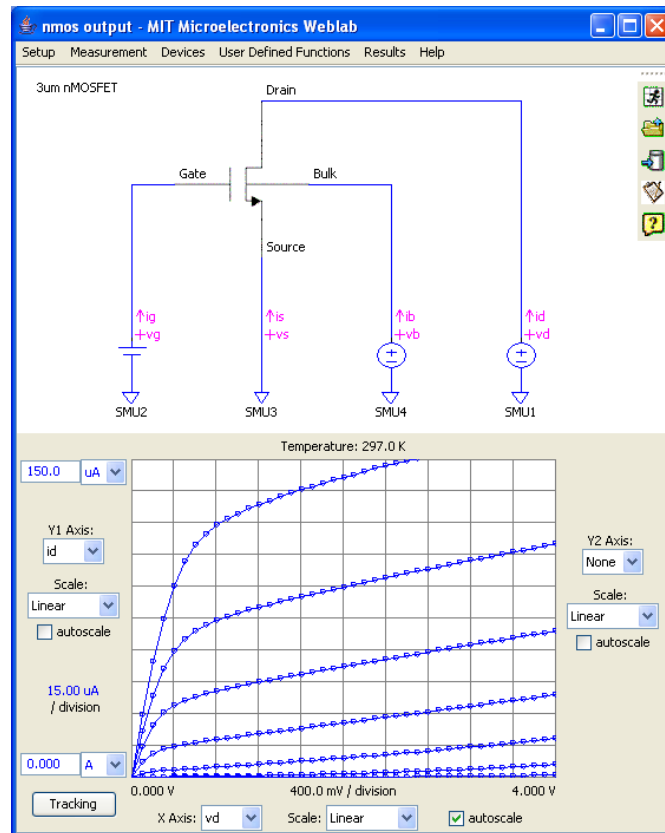 nmos output - MIT Microelectronics Weblab
Setup Measurement Devices User Defined Functions Results Help
3um nMOSFET
Drain
Gate
Bulk
Source
ig
+vg
is
+vs
ib
+vb
id
+vd
SMU2
SMU3
SMU4
SMU1
Temperature: 297.0 K
150.0 uA
Y1 Axis:
id
Scale:
Linear
autoscale
15.00 uA
/ division
0.000 A
Tracking
Y2 Axis:
None
Scale:
Linear
autoscale
0.000 V 400.0 mV / division 4.000 V
X Axis: vd Scale: Linear autoscale